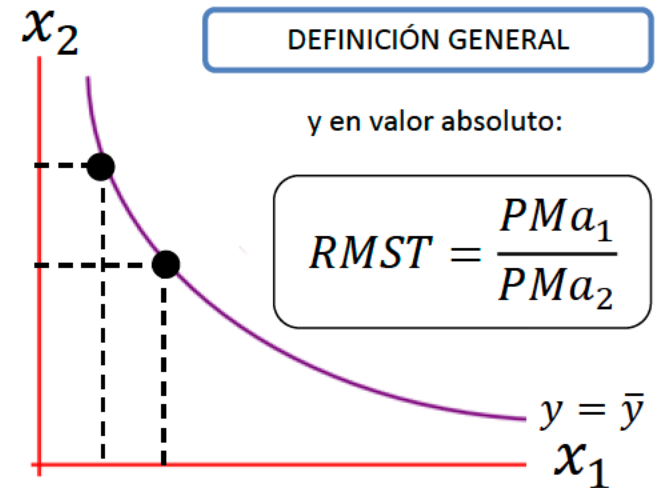 x₂
DEFINICIÓN GENERAL
y en valor absoluto:
RMST = PMa₁ / PMa₂
y = ȳ
x₁